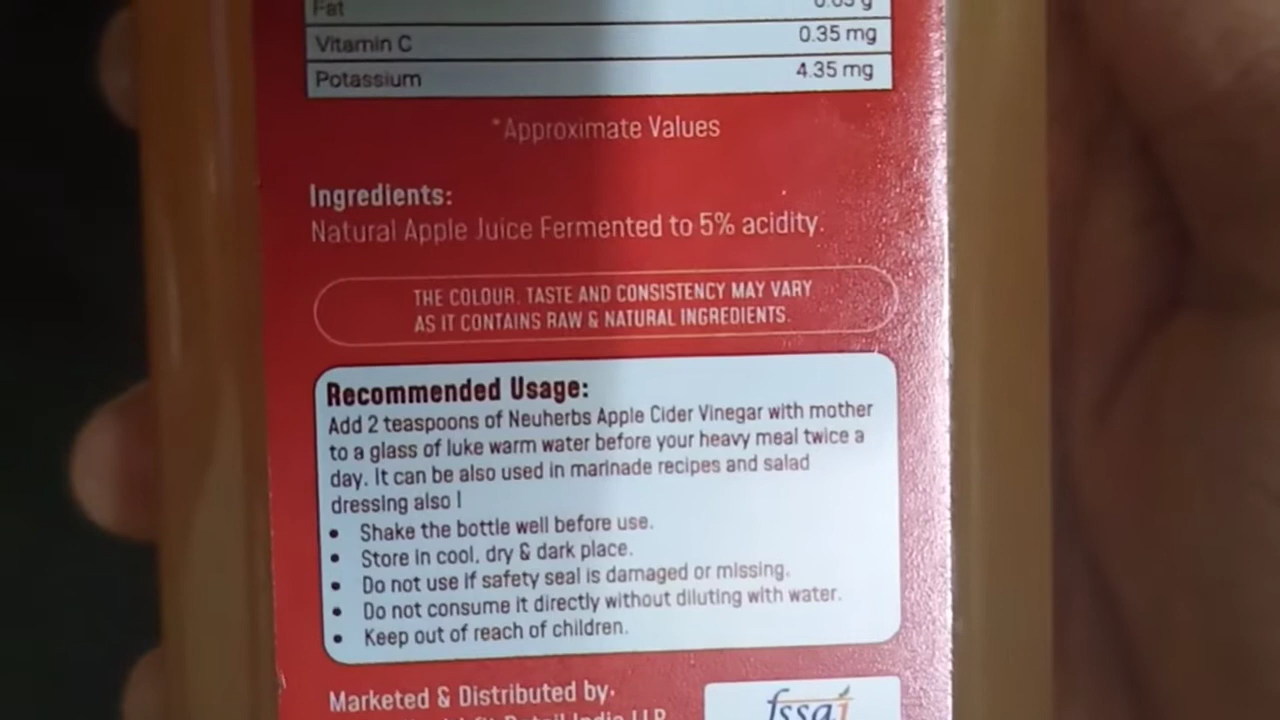 Fat 0.03 g
Vitamin C 0.35 mg
Potassium 4.35 mg
*Approximate Values
Ingredients:
Natural Apple Juice Fermented to 5% acidity.
THE COLOUR, TASTE AND CONSISTENCY MAY VARY
AS IT CONTAINS RAW & NATURAL INGREDIENTS.
Recommended Usage:
Add 2 teaspoons of Neuherbs Apple Cider Vinegar with mother
to a glass of luke warm water before your heavy meal twice a
day. It can be also used in marinade recipes and salad
dressing also !
• Shake the bottle well before use.
• Store in cool, dry & dark place.
• Do not use if safety seal is damaged or missing.
• Do not consume it directly without diluting with water.
• Keep out of reach of children.
Marketed & Distributed by:
Retail India LLP
fssai